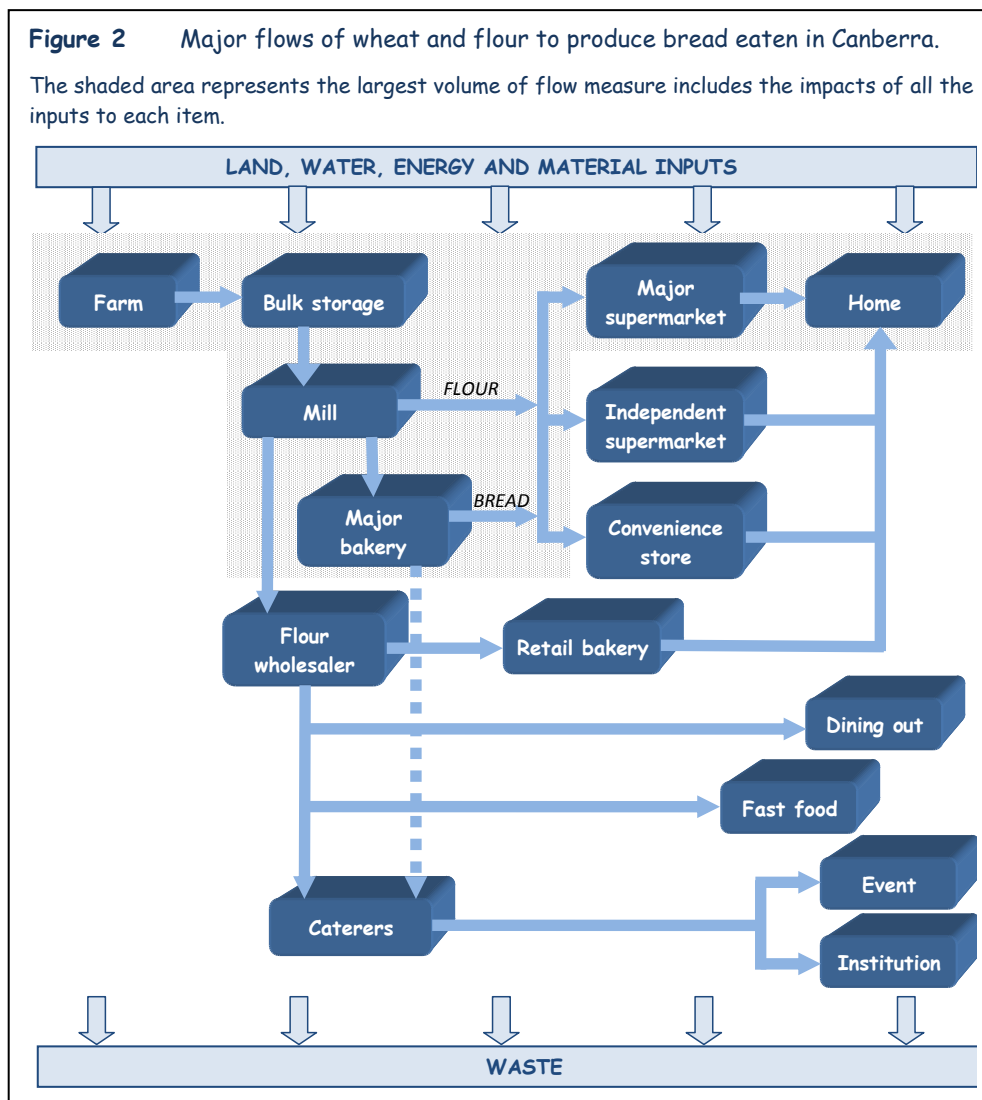 Figure 2 Major flows of wheat and flour to produce bread eaten in Canberra.
The shaded area represents the largest volume of flow measure includes the impacts of all the
inputs to each item.
LAND, WATER, ENERGY AND MATERIAL INPUTS
Farm
Bulk storage
Major
supermarket
Home
Mill
FLOUR
Independent
supermarket
Major
bakery
BREAD
Convenience
store
Flour
wholesaler
Retail bakery
Dining out
Fast food
Caterers
Event
Institution
WASTE